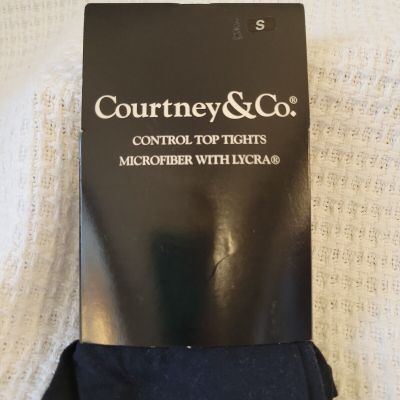 S
Courtney&Co.®
CONTROL TOP TIGHTS
MICROFIBER WITH LYCRA®